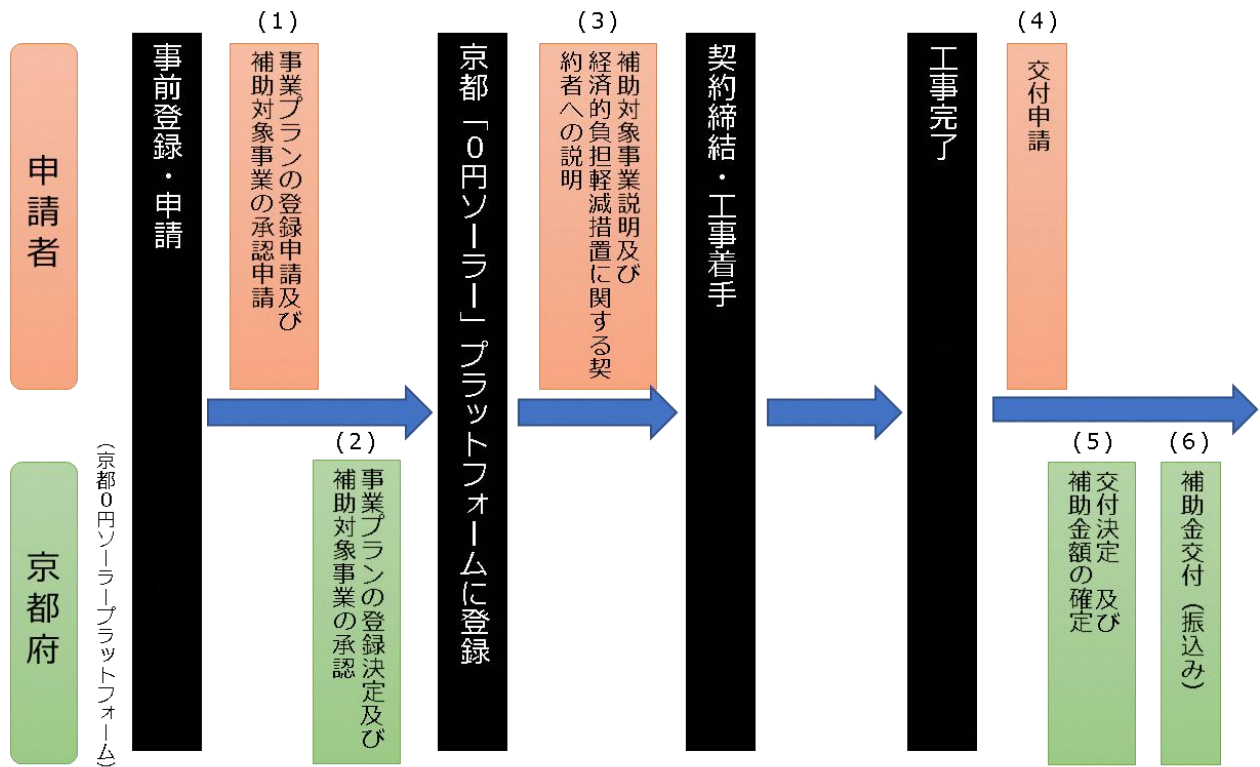 申請者
京都府
(京都0円ソーラープラットフォーム)
事前登録・申請
(1)
事業プランの登録申請及び
補助対象事業の承認申請
(2)
事業プランの登録決定及び
補助対象事業の承認
京都「0円ソーラー」プラットフォームに登録
(3)
補助対象事業説明及び
経済的負担軽減措置に関する契
約者への説明
契約締結・工事着手
工事完了
(4)
交付申請
(5)
交付決定 及び
補助金額の確定
(6)
補助金交付(振込み)